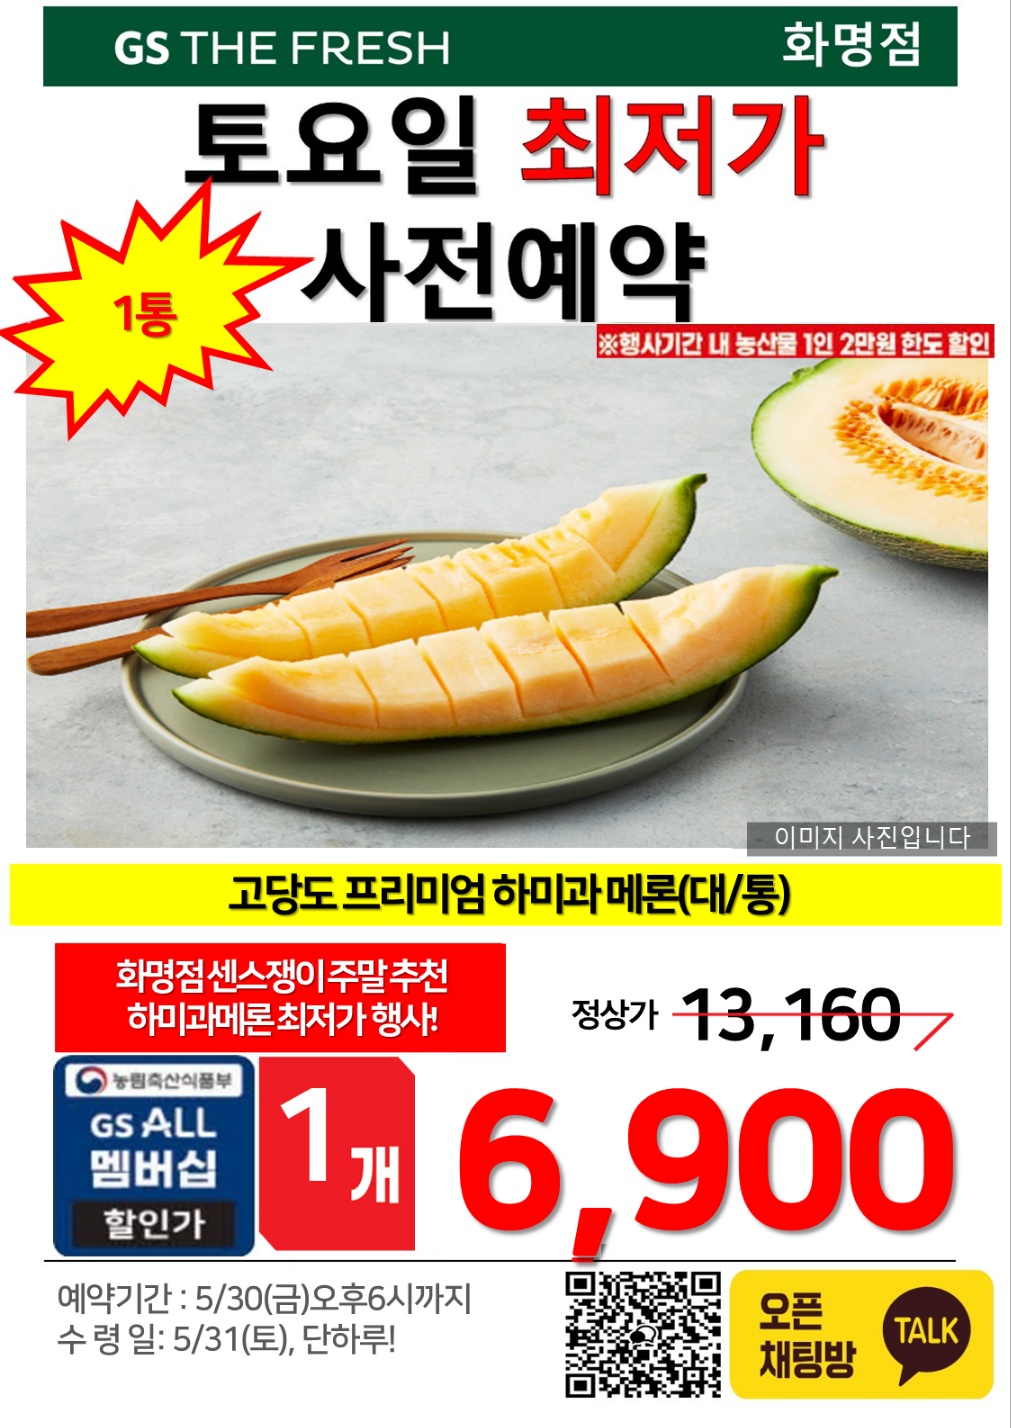 GS THE FRESH 화명점
토요일 최저가
사전예약
1통
※행사기간 내 농산물 1인 2만원 한도 할인
이미지 사진입니다
고당도 프리미엄 하미과 메론(대/통)
화명점 센스쟁이 주말 추천
하미과메론 최저가 행사!
정상가 13,160
농림축산식품부
GS ALL
멤버십
할인가
1개
6,900
예약기간 : 5/30(금)오후6시까지
수 령 일: 5/31(토), 단하루!
오픈
채팅방
TALK